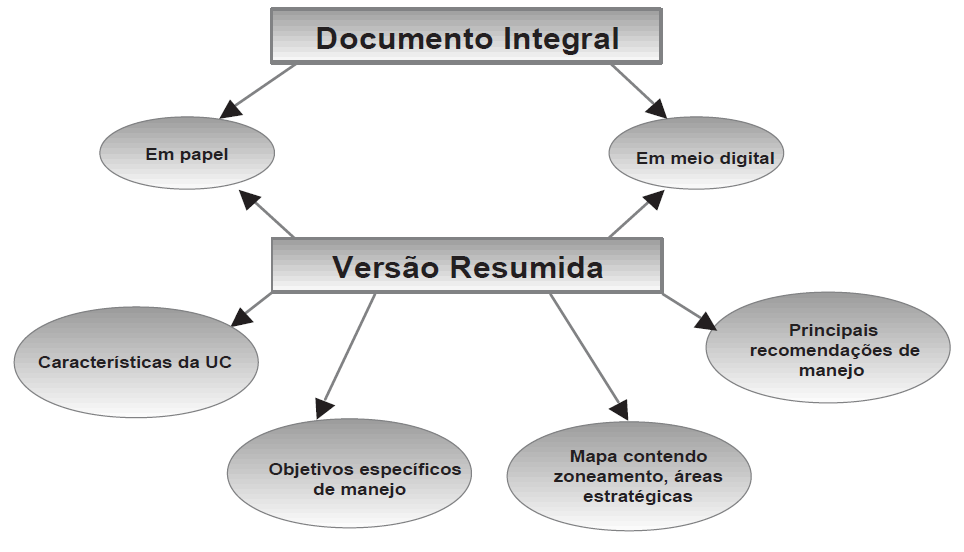 Documento Integral
Em papel
Em meio digital
Versão Resumida
Características da UC
Principais
recomendações de
manejo
Objetivos específicos
de manejo
Mapa contendo
zoneamento, áreas
estratégicas